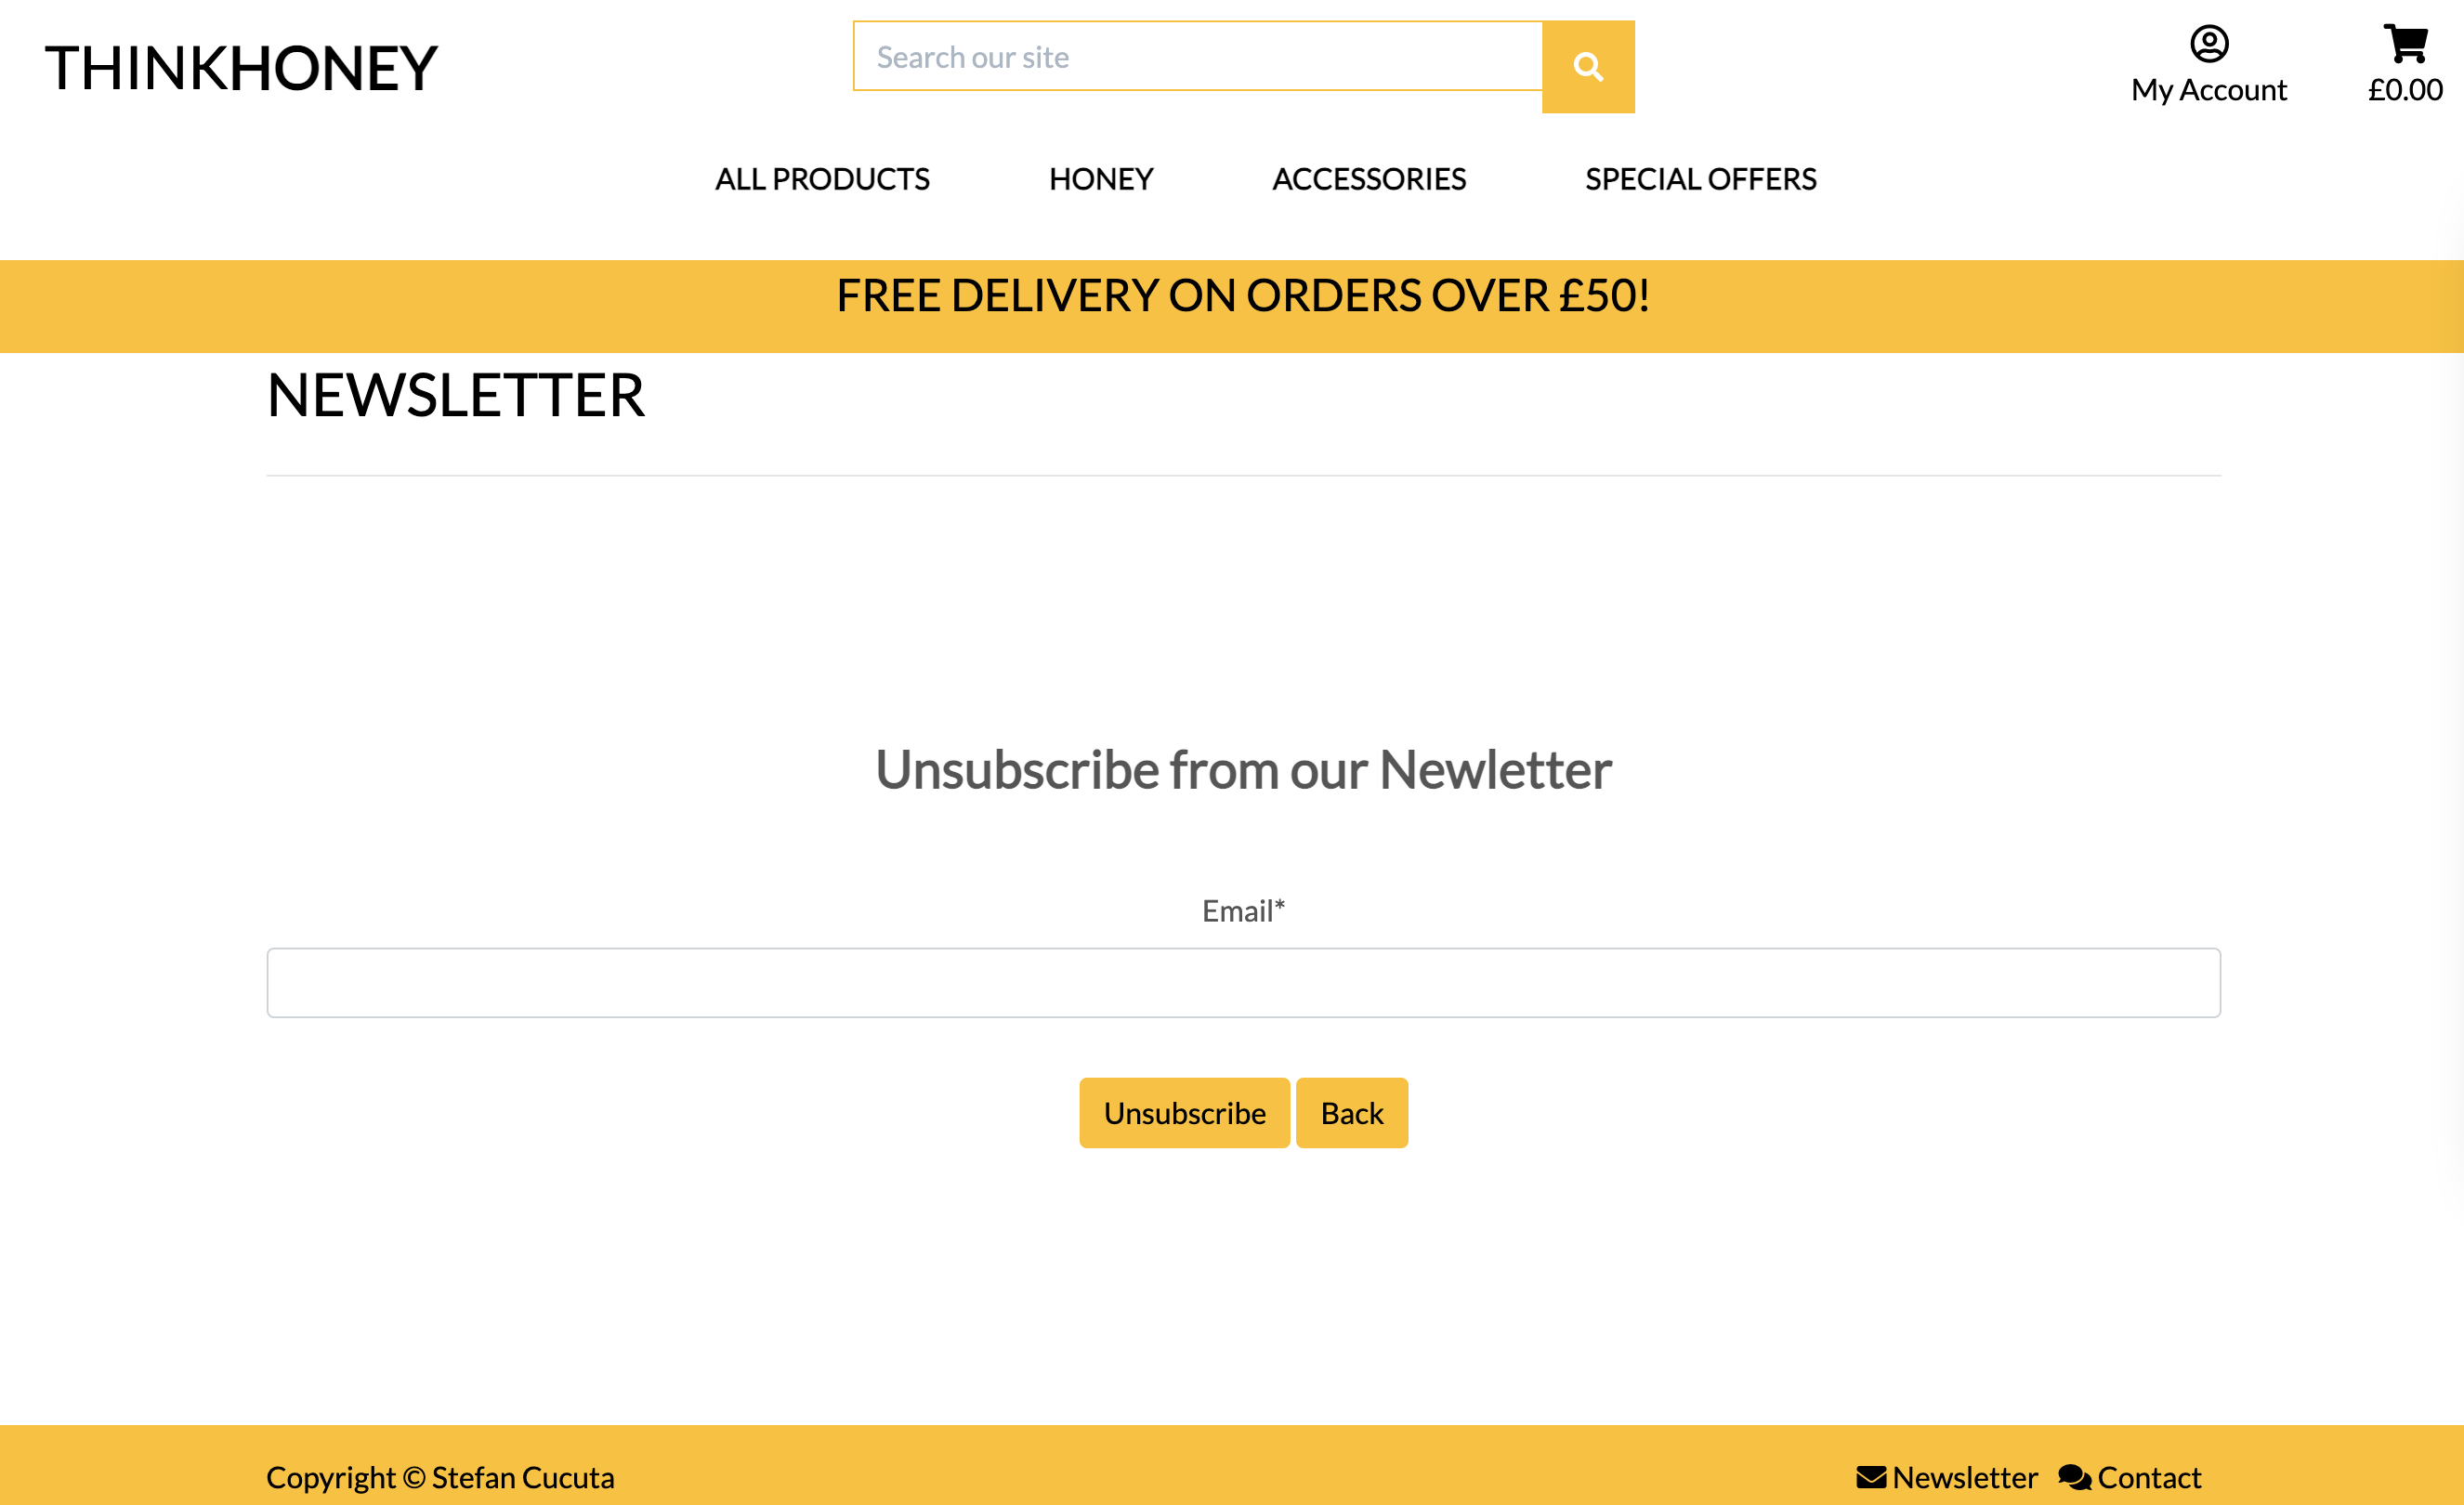 THINKHONEY
Search our site
My Account
£0.00
ALL PRODUCTS
HONEY
ACCESSORIES
SPECIAL OFFERS
FREE DELIVERY ON ORDERS OVER £50!
NEWSLETTER
Unsubscribe from our Newletter
Email*
Unsubscribe
Back
Copyright © Stefan Cucuta
Newsletter
Contact